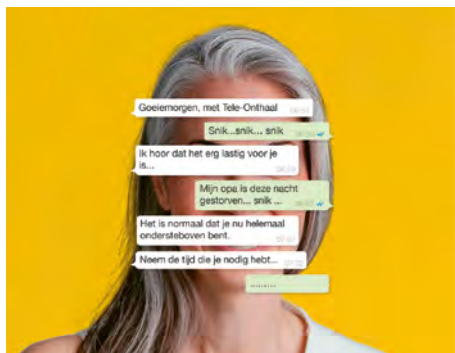 Goeiemorgen, met Tele-Onthaal
Snik...snik... snik
Ik hoor dat het erg lastig voor je
is...
Mijn opa is deze nacht
gestorven... snik ...
Het is normaal dat je nu helemaal
ondersteboven bent.
Neem de tijd die je nodig hebt...
..........